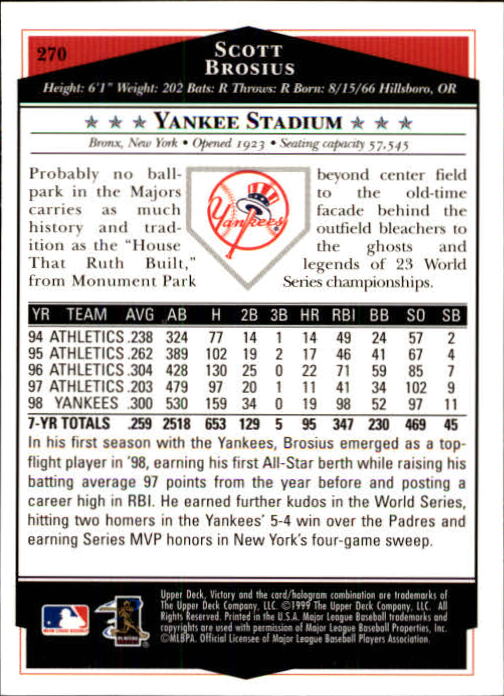 270
SCOTT
BROSIUS
Height: 6'1" Weight: 202 Bats: R Throws: R Born: 8/15/66 Hillsboro, OR
YANKEE STADIUM
Bronx, New York • Opened 1923 • Seating capacity 57,545
Probably no ball-
park in the Majors
carries as much
history and trad-
ition as the "House
That Ruth Built,"
from Monument Park
Yankees
beyond center field
to the old-time
facade behind the
outfield bleachers to
the ghosts and
legends of 23 World
Series championships.
YR TEAM AVG AB H 2B 3B HR RBI BB SO SB
94 ATHLETICS .238 324 77 14 1 14 49 24 57 2
95 ATHLETICS .262 389 102 19 2 17 46 41 67 4
96 ATHLETICS .304 428 130 25 0 22 71 59 85 7
97 ATHLETICS .203 479 97 20 1 11 41 34 102 9
98 YANKEES .300 530 159 34 0 19 98 52 97 11
7-YR TOTALS .259 2518 653 129 5 95 347 230 469 45
In his first season with the Yankees, Brosius emerged as a top-
flight player in '98, earning his first All-Star berth while raising his
batting average 97 points from the year before and posting a
career high in RBI. He earned further kudos in the World Series,
hitting two homers in the Yankees' 5-4 win over the Padres and
earning Series MVP honors in New York's four-game sweep.
Upper Deck, Victory and the card/hologram combination are trademarks of
The Upper Deck Company, LLC. ©1999 The Upper Deck Company, LLC. All
Rights Reserved. Printed in the U.S.A. Major League Baseball trademarks and
copyrights are used with permission of Major League Baseball Properties, Inc.
©MLBPA. Official Licensee of Major League Baseball Players Association.